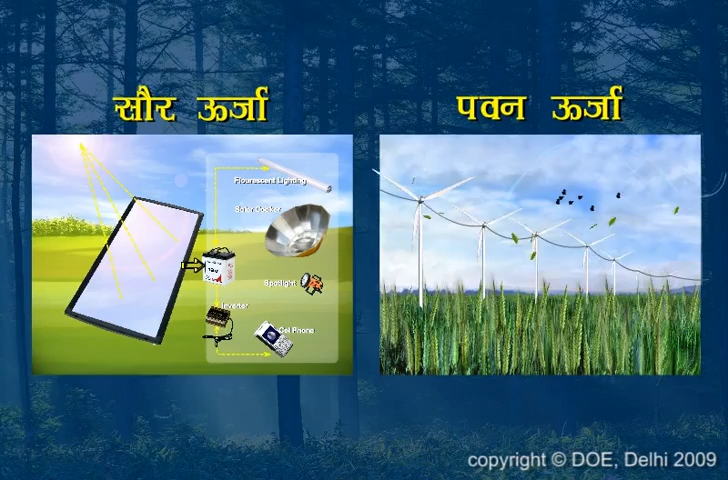 सौर ऊर्जा
पवन ऊर्जा
Flourescent Lighting
Solar Cooker
Spotlight
Inverter
Cel Phone
copyright © DOE, Delhi 2009